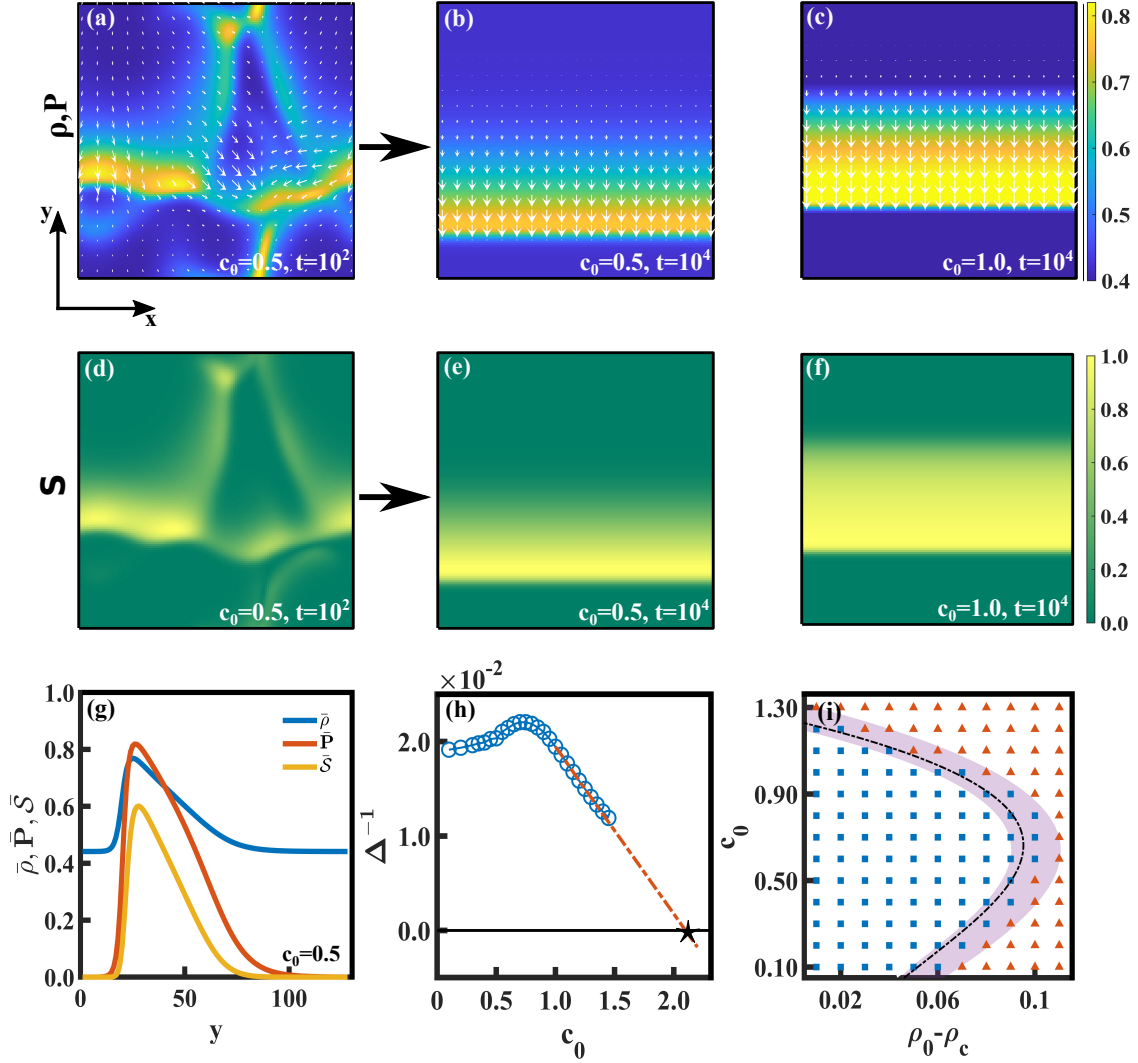 (a)
(b)
(c)
ρ,P
0.8
0.7
0.6
0.5
0.4
y
x
c₀=0.5, t=10²
c₀=0.5, t=10⁴
c₀=1.0, t=10⁴
(d)
(e)
(f)
S
1.0
0.8
0.6
0.4
0.2
0.0
c₀=0.5, t=10²
c₀=0.5, t=10⁴
c₀=1.0, t=10⁴
(g)
1.0
0.8
0.6
0.4
0.2
0.0
ρ̄, P̄, S̄
ρ̄
P̄
S̄
c₀=0.5
0 50 100
y
(h)
×10⁻²
2.0
1.0
0.0
Δ⁻¹
0 0.5 1.0 1.5 2.0
c₀
(i)
1.30
0.90
0.50
0.10
c₀
0.02 0.06 0.1
ρ₀-ρ_c